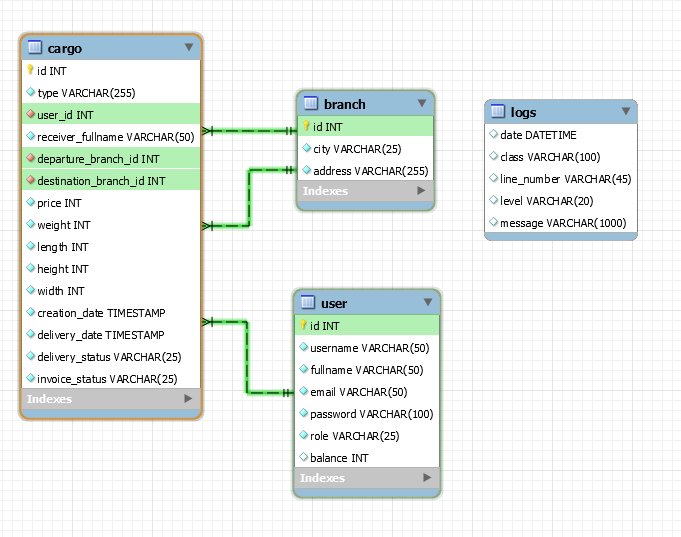 cargo
id INT
type VARCHAR(255)
user_id INT
receiver_fullname VARCHAR(50)
departure_branch_id INT
destination_branch_id INT
price INT
weight INT
length INT
height INT
width INT
creation_date TIMESTAMP
delivery_date TIMESTAMP
delivery_status VARCHAR(25)
invoice_status VARCHAR(25)
Indexes
branch
id INT
city VARCHAR(25)
address VARCHAR(255)
Indexes
logs
date DATETIME
class VARCHAR(100)
line_number VARCHAR(45)
level VARCHAR(20)
message VARCHAR(1000)
user
id INT
username VARCHAR(50)
fullname VARCHAR(50)
email VARCHAR(50)
password VARCHAR(100)
role VARCHAR(25)
balance INT
Indexes